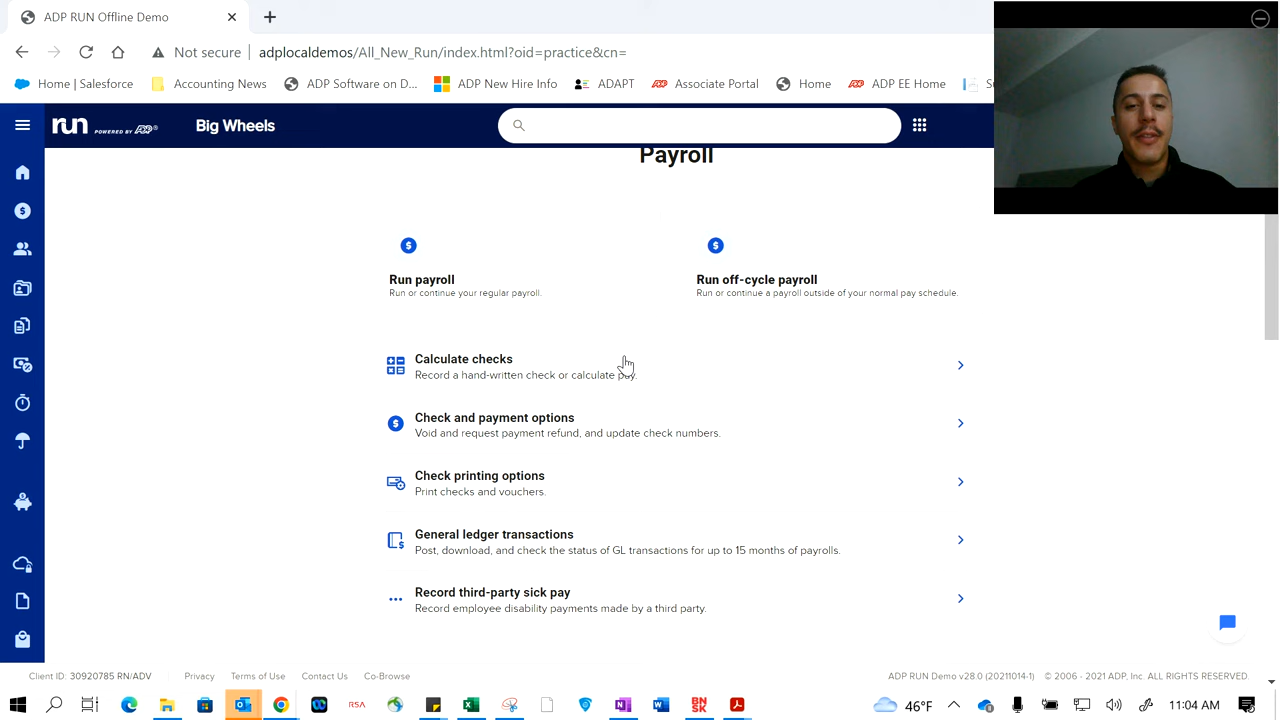 ADP RUN Offline Demo
Not secure adplocaldemos/All_New_Run/index.html?oid=practice&cn=
Home | Salesforce Accounting News ADP Software on D... ADP New Hire Info ADAPT Associate Portal Home ADP EE Home
run POWERED BY ADP® Big Wheels
Payroll
Run payroll
Run or continue your regular payroll.
Run off-cycle payroll
Run or continue a payroll outside of your normal pay schedule.
Calculate checks
Record a hand-written check or calculate pay.
Check and payment options
Void and request payment refund, and update check numbers.
Check printing options
Print checks and vouchers.
General ledger transactions
Post, download, and check the status of GL transactions for up to 15 months of payrolls.
Record third-party sick pay
Record employee disability payments made by a third party.
Client ID: 30920785 RN/ADV Privacy Terms of Use Contact Us Co-Browse ADP RUN Demo v28.0 (20211014-1) © 2006 - 2021 ADP, Inc. ALL RIGHTS RESERVED.
RSA BN SK 46°F 11:04 AM